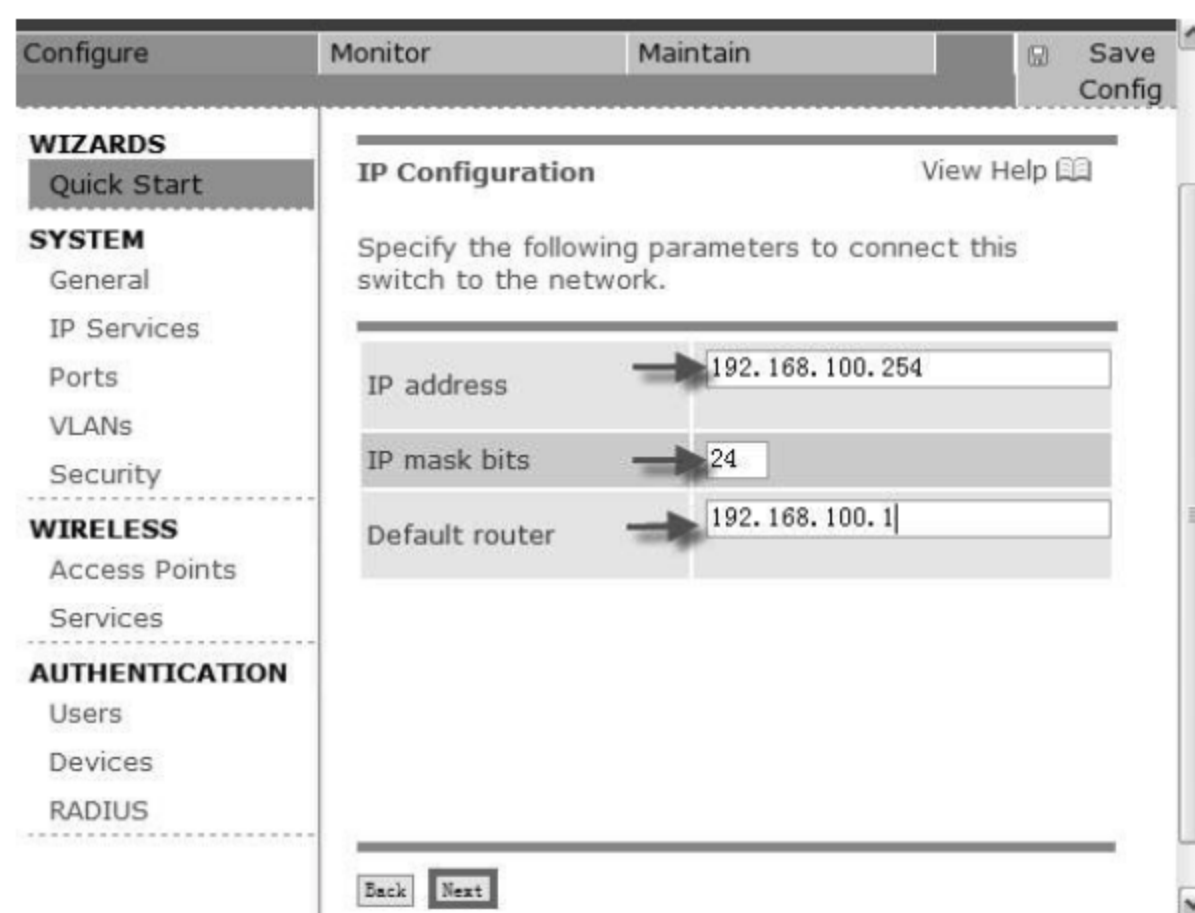 Configure
Monitor
Maintain
Save
Config
WIZARDS
Quick Start
SYSTEM
General
IP Services
Ports
VLANs
Security
WIRELESS
Access Points
Services
AUTHENTICATION
Users
Devices
RADIUS
IP Configuration
View Help
Specify the following parameters to connect this
switch to the network.
IP address
192.168.100.254
IP mask bits
24
Default router
192.168.100.1
Back
Next